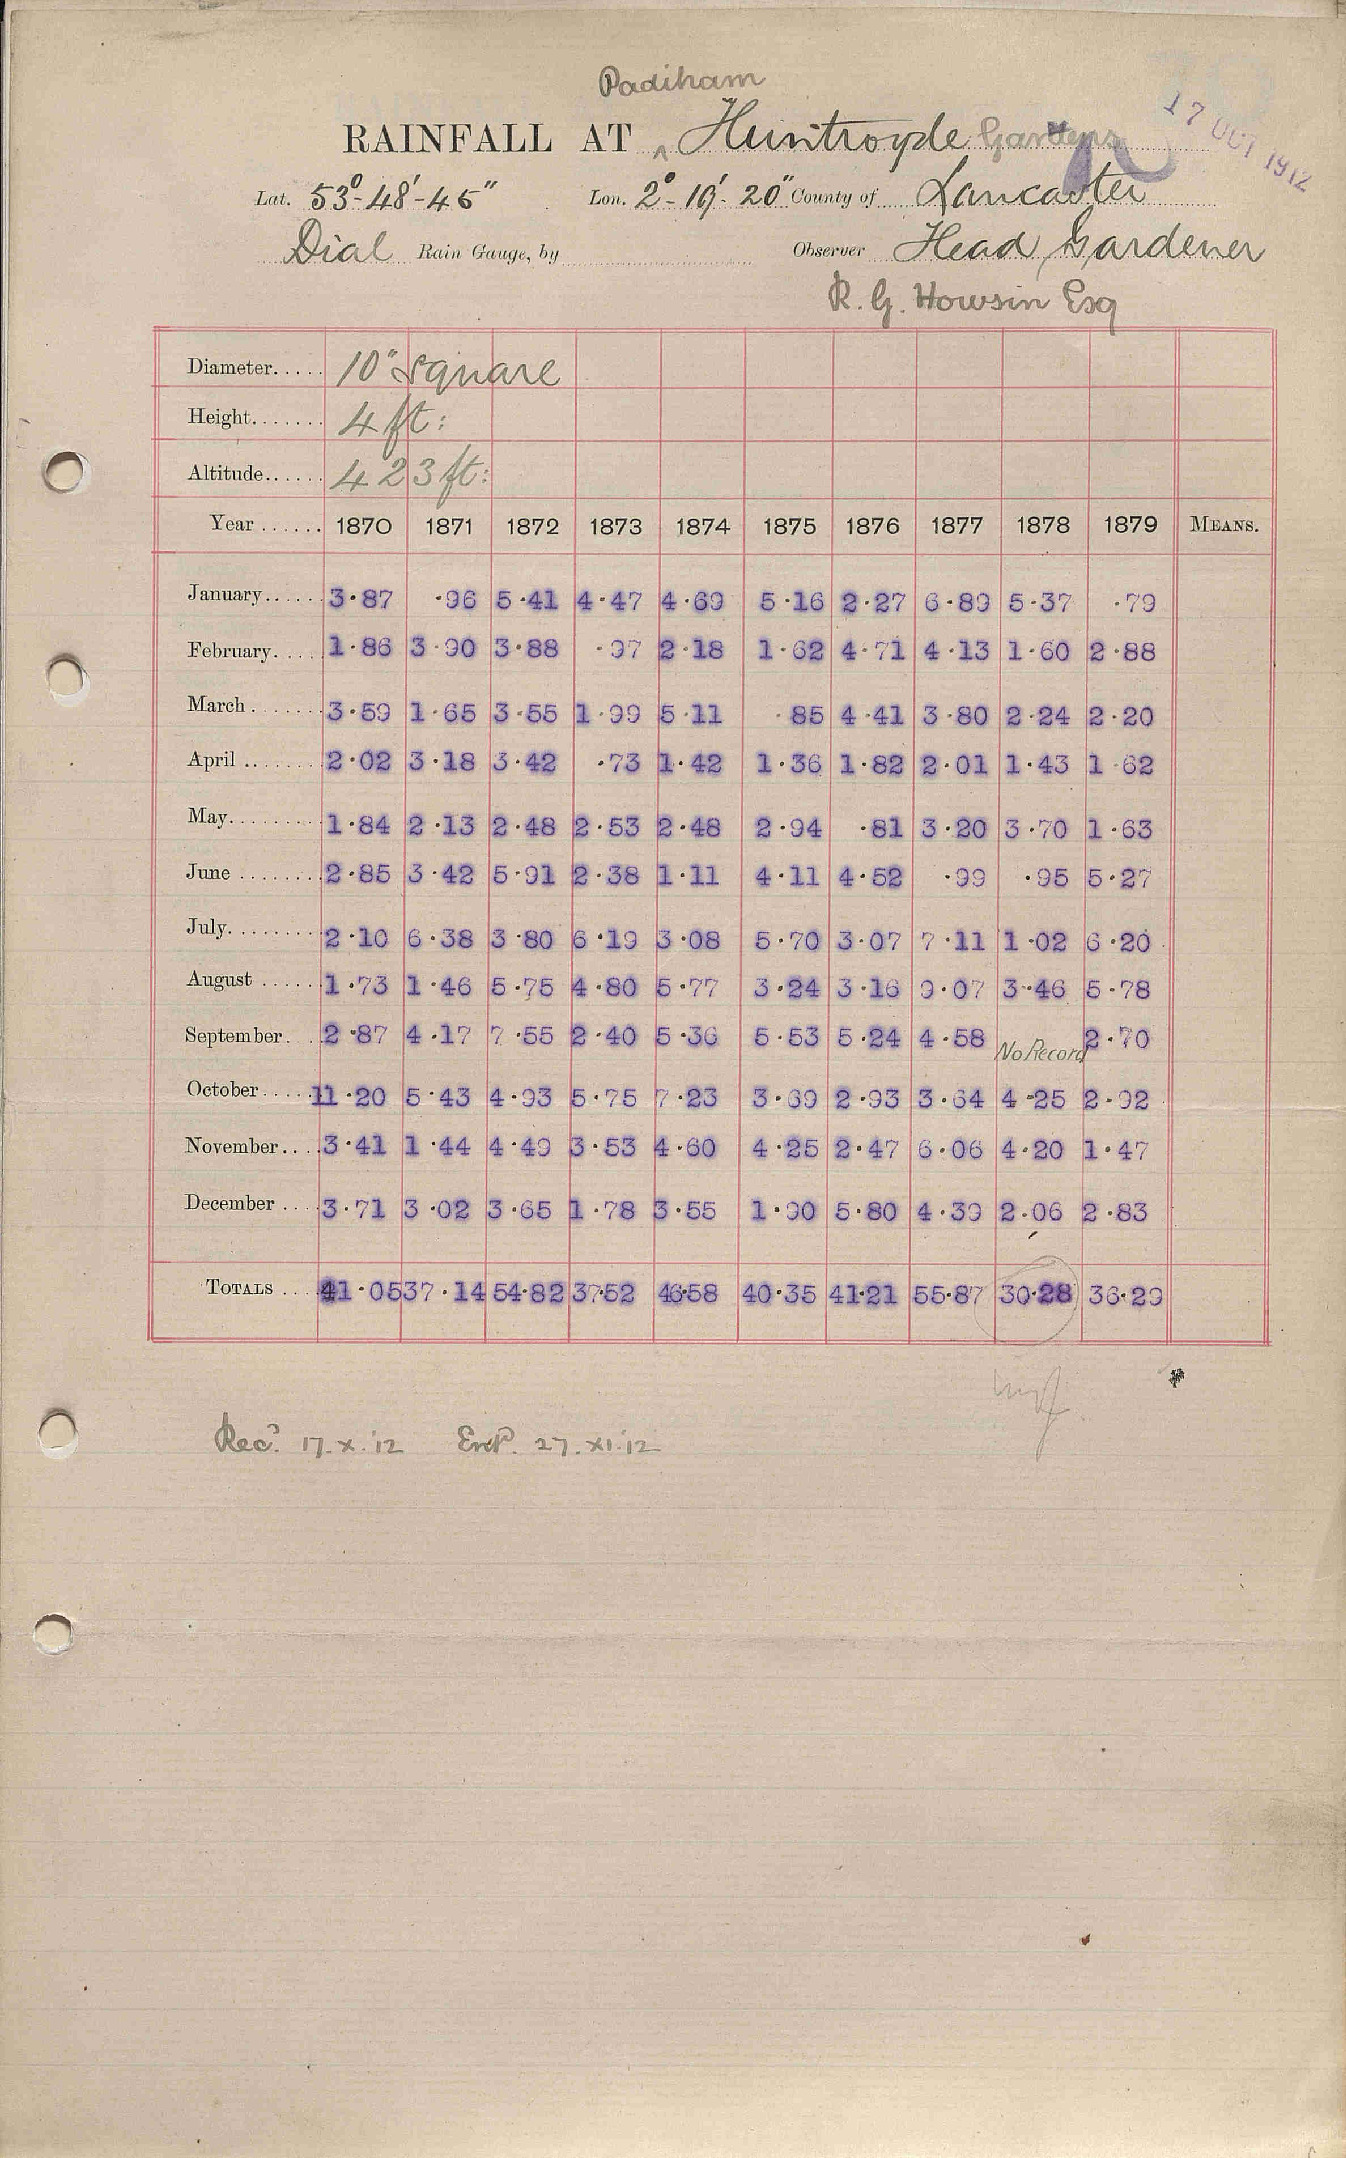 Padiham
RAINFALL AT ^ Huntroyde Gardens
17 OCT 1912
Lat. 53°-48'-45" Lon. 2°-19'-20" County of Lancaster
Dial Rain Gauge, by Observer Head Gardener
R. G. Howsin Esq
Diameter..... 10" square
Height....... 4 ft:
Altitude...... 423 ft:
Year ...... 1870 1871 1872 1873 1874 1875 1876 1877 1878 1879 MEANS.
January...... 3·87 ·96 5·41 4·47 4·69 5·16 2·27 6·89 5·37 ·79
February.... 1·86 3·90 3·88 ·97 2·18 1·62 4·71 4·13 1·60 2·88
March ....... 3·59 1·65 3·55 1·99 5·11 ·85 4·41 3·80 2·24 2·20
April ........ 2·02 3·18 3·42 ·73 1·42 1·36 1·82 2·01 1·43 1·62
May......... 1·84 2·13 2·48 2·53 2·48 2·94 ·81 3·20 3·70 1·63
June ........ 2·85 3·42 5·91 2·38 1·11 4·11 4·52 ·99 ·95 5·27
July......... 2·10 6·38 3·80 6·19 3·08 5·70 3·07 7·11 1·02 6·20
August ...... 1·73 1·46 5·75 4·80 5·77 3·24 3·16 9·07 3·46 5·78
September. . 2·87 4·17 7·55 2·40 5·36 5·53 5·24 4·58 No Record 2·70
October ..... 11·20 5·43 4·93 5·75 7·23 3·69 2·93 3·64 4·25 2·92
November.... 3·41 1·44 4·49 3·53 4·60 4·25 2·47 6·06 4·20 1·47
December .... 3·71 3·02 3·65 1·78 3·55 1·90 5·80 4·39 2·06 2·83
TOTALS ... 41·05 37·14 54·82 37·52 46·58 40·35 41·21 55·87 30·28 36·29
Recd. 17.X.'12 Entd. 27.XI.'12